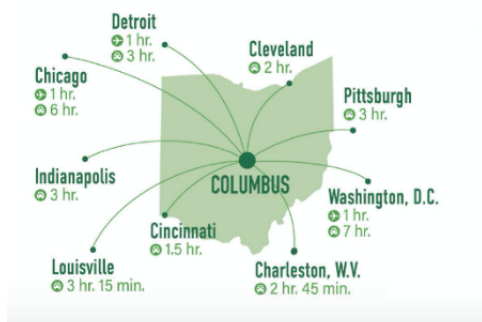 Detroit
1 hr.
3 hr.
Cleveland
2 hr.
Chicago
1 hr.
6 hr.
Pittsburgh
3 hr.
Indianapolis
3 hr.
COLUMBUS
Washington, D.C.
1 hr.
7 hr.
Cincinnati
1.5 hr.
Louisville
3 hr. 15 min.
Charleston, W.V.
2 hr. 45 min.